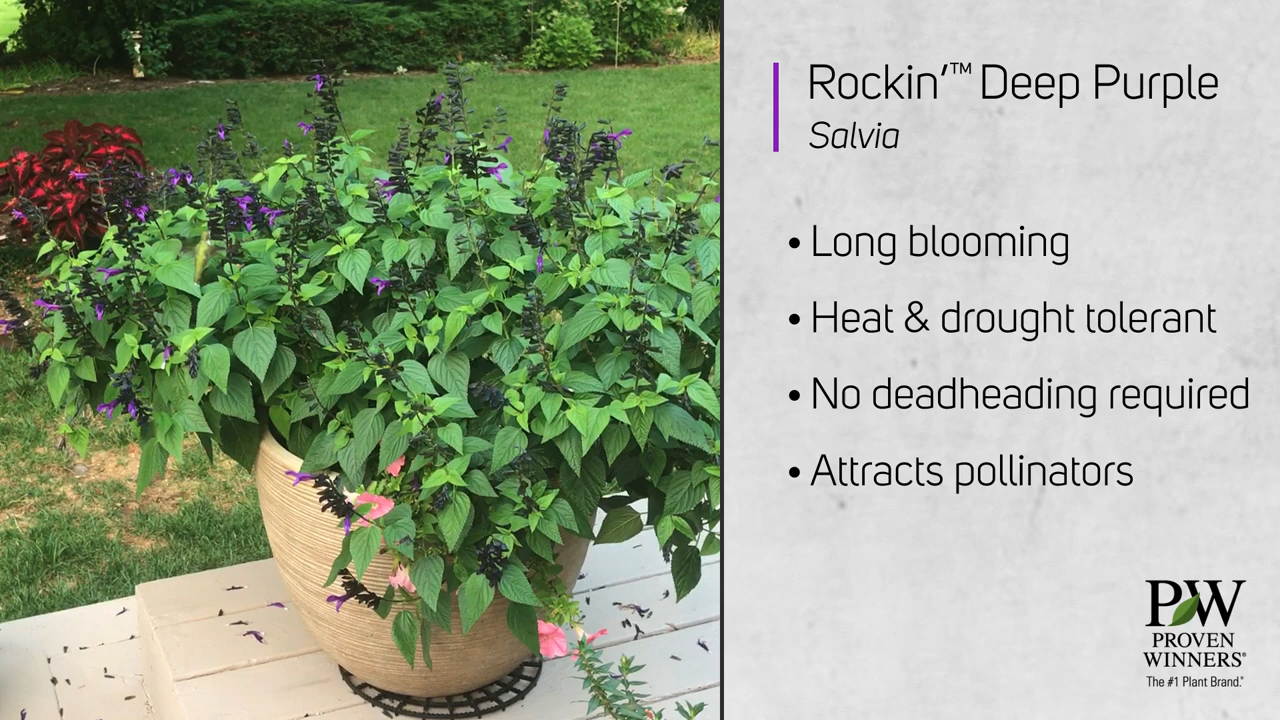 Rockin’™ Deep Purple
Salvia
• Long blooming
• Heat & drought tolerant
• No deadheading required
• Attracts pollinators
PW
PROVEN
WINNERS®
The #1 Plant Brand.®